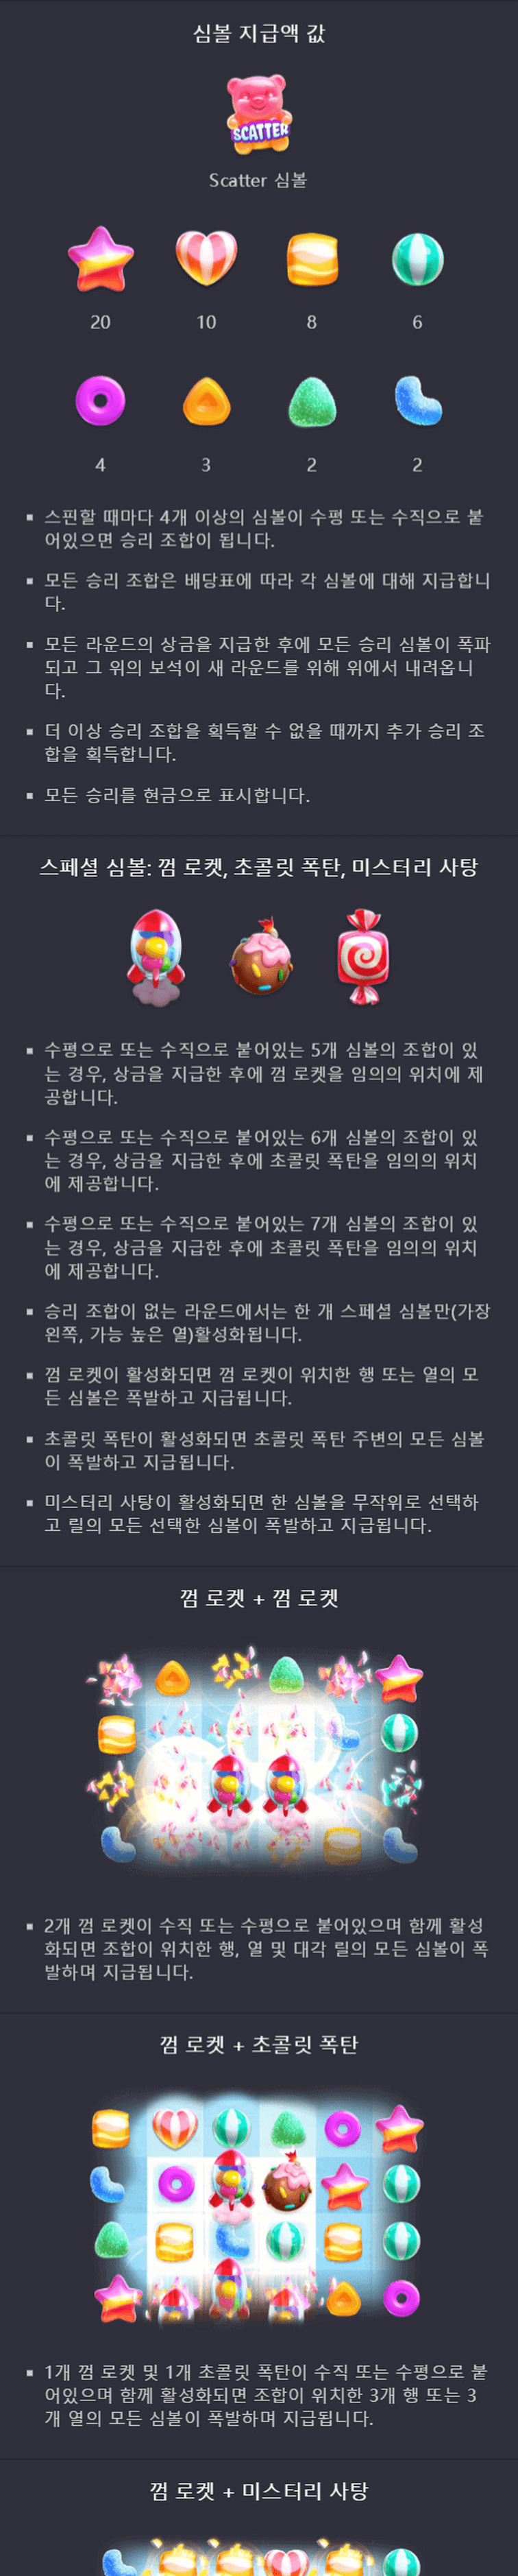 심볼 지급액 값
SCATTER
Scatter 심볼
20 10 8 6
4 3 2 2
▪ 스핀할 때마다 4개 이상의 심볼이 수평 또는 수직으로 붙
어있으면 승리 조합이 됩니다.
▪ 모든 승리 조합은 배당표에 따라 각 심볼에 대해 지급합니
다.
▪ 모든 라운드의 상금을 지급한 후에 모든 승리 심볼이 폭파
되고 그 위의 보석이 새 라운드를 위해 위에서 내려옵니
다.
▪ 더 이상 승리 조합을 획득할 수 없을 때까지 추가 승리 조
합을 획득합니다.
▪ 모든 승리를 현금으로 표시합니다.
스페셜 심볼: 껌 로켓, 초콜릿 폭탄, 미스터리 사탕
▪ 수평으로 또는 수직으로 붙어있는 5개 심볼의 조합이 있
는 경우, 상금을 지급한 후에 껌 로켓을 임의의 위치에 제
공합니다.
▪ 수평으로 또는 수직으로 붙어있는 6개 심볼의 조합이 있
는 경우, 상금을 지급한 후에 초콜릿 폭탄을 임의의 위치
에 제공합니다.
▪ 수평으로 또는 수직으로 붙어있는 7개 심볼의 조합이 있
는 경우, 상금을 지급한 후에 초콜릿 폭탄을 임의의 위치
에 제공합니다.
▪ 승리 조합이 없는 라운드에서는 한 개 스페셜 심볼만(가장
왼쪽, 가능 높은 열)활성화됩니다.
▪ 껌 로켓이 활성화되면 껌 로켓이 위치한 행 또는 열의 모
든 심볼은 폭발하고 지급됩니다.
▪ 초콜릿 폭탄이 활성화되면 초콜릿 폭탄 주변의 모든 심볼
이 폭발하고 지급됩니다.
▪ 미스터리 사탕이 활성화되면 한 심볼을 무작위로 선택하
고 릴의 모든 선택한 심볼이 폭발하고 지급됩니다.
껌 로켓 + 껌 로켓
▪ 2개 껌 로켓이 수직 또는 수평으로 붙어있으며 함께 활성
화되면 조합이 위치한 행, 열 및 대각 릴의 모든 심볼이 폭
발하며 지급됩니다.
껌 로켓 + 초콜릿 폭탄
▪ 1개 껌 로켓 및 1개 초콜릿 폭탄이 수직 또는 수평으로 붙
어있으며 함께 활성화되면 조합이 위치한 3개 행 또는 3
개 열의 모든 심볼이 폭발하며 지급됩니다.
껌 로켓 + 미스터리 사탕